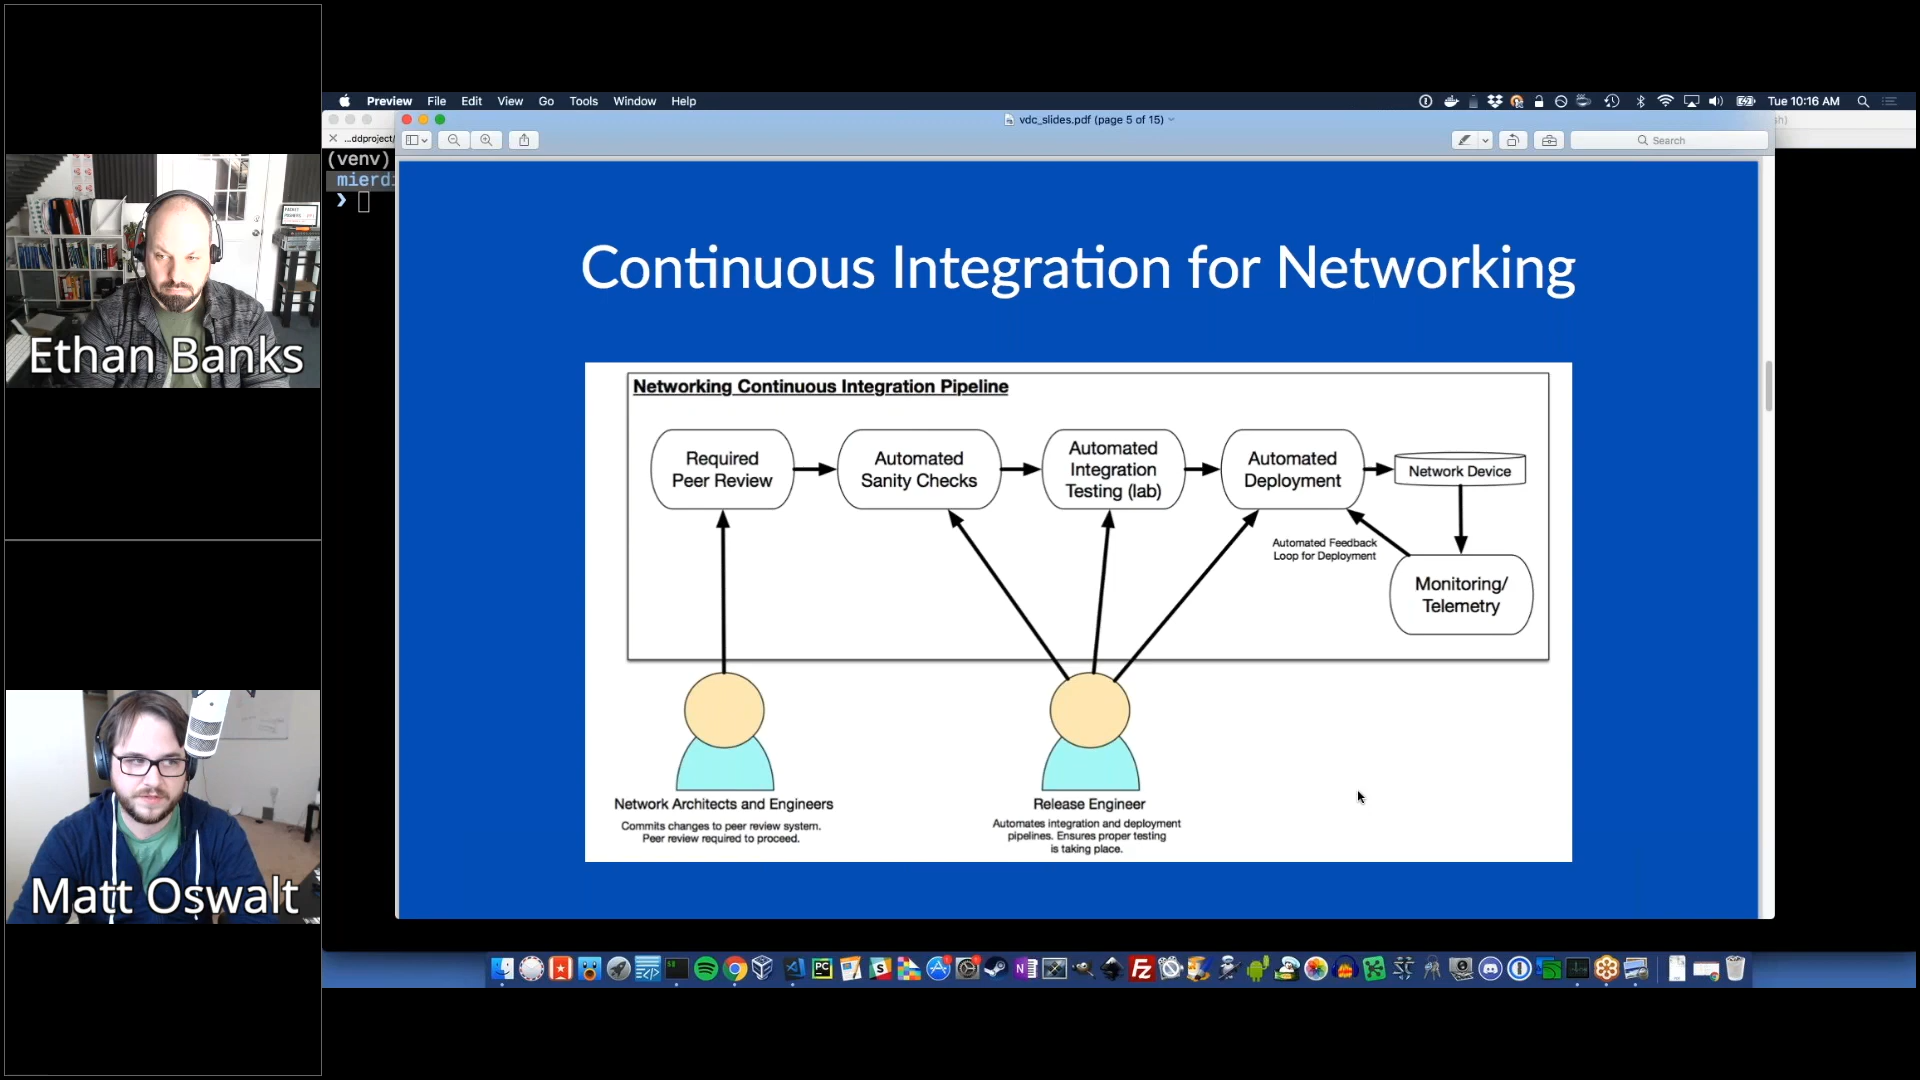 Preview File Edit View Go Tools Window Help
Tue 10:16 AM
vdc_slides.pdf (page 5 of 15)
...ddproject/
Search
(venv)
mierd
❯
Continuous Integration for Networking
Networking Continuous Integration Pipeline
Required
Peer Review
Automated
Sanity Checks
Automated
Integration
Testing (lab)
Automated
Deployment
Network Device
Automated Feedback
Loop for Deployment
Monitoring/
Telemetry
Network Architects and Engineers
Commits changes to peer review system.
Peer review required to proceed.
Release Engineer
Automates integration and deployment
pipelines. Ensures proper testing
is taking place.
Ethan Banks
Matt Oswalt